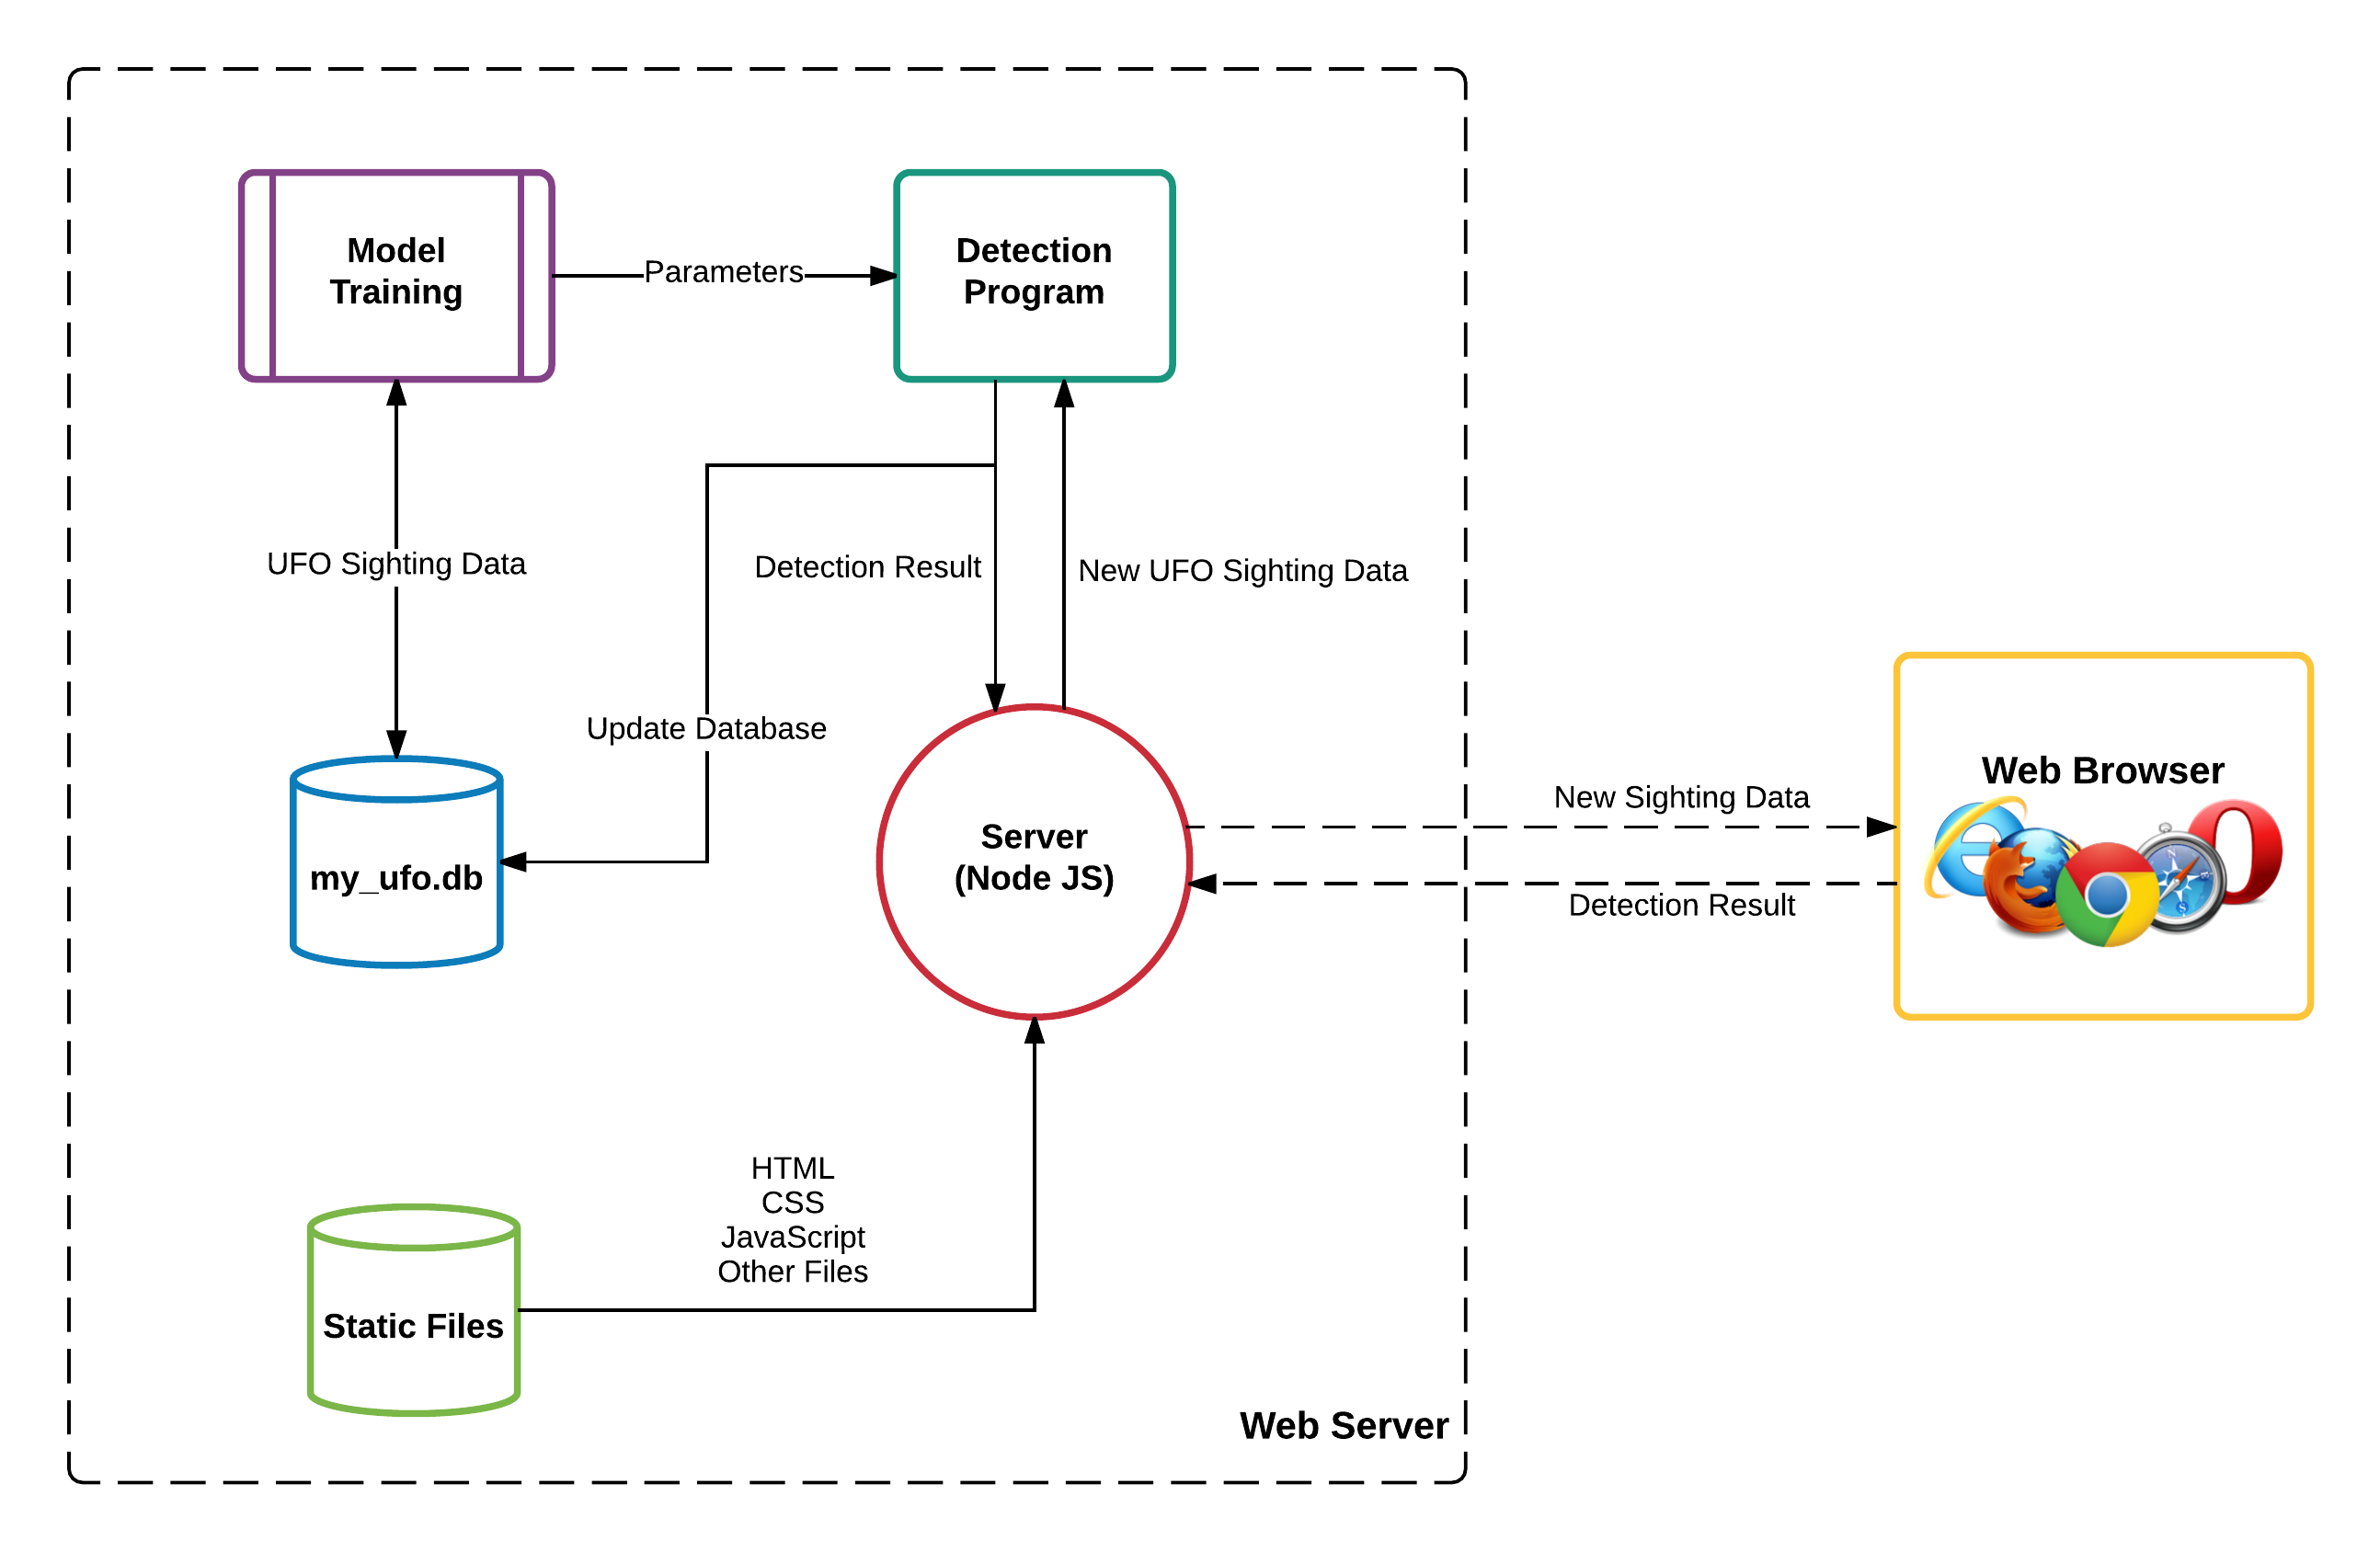 Model
Training
Parameters
Detection
Program
UFO Sighting Data
Detection Result
New UFO Sighting Data
Update Database
my_ufo.db
Server
(Node JS)
New Sighting Data
Detection Result
Web Browser
HTML
CSS
JavaScript
Other Files
Static Files
Web Server